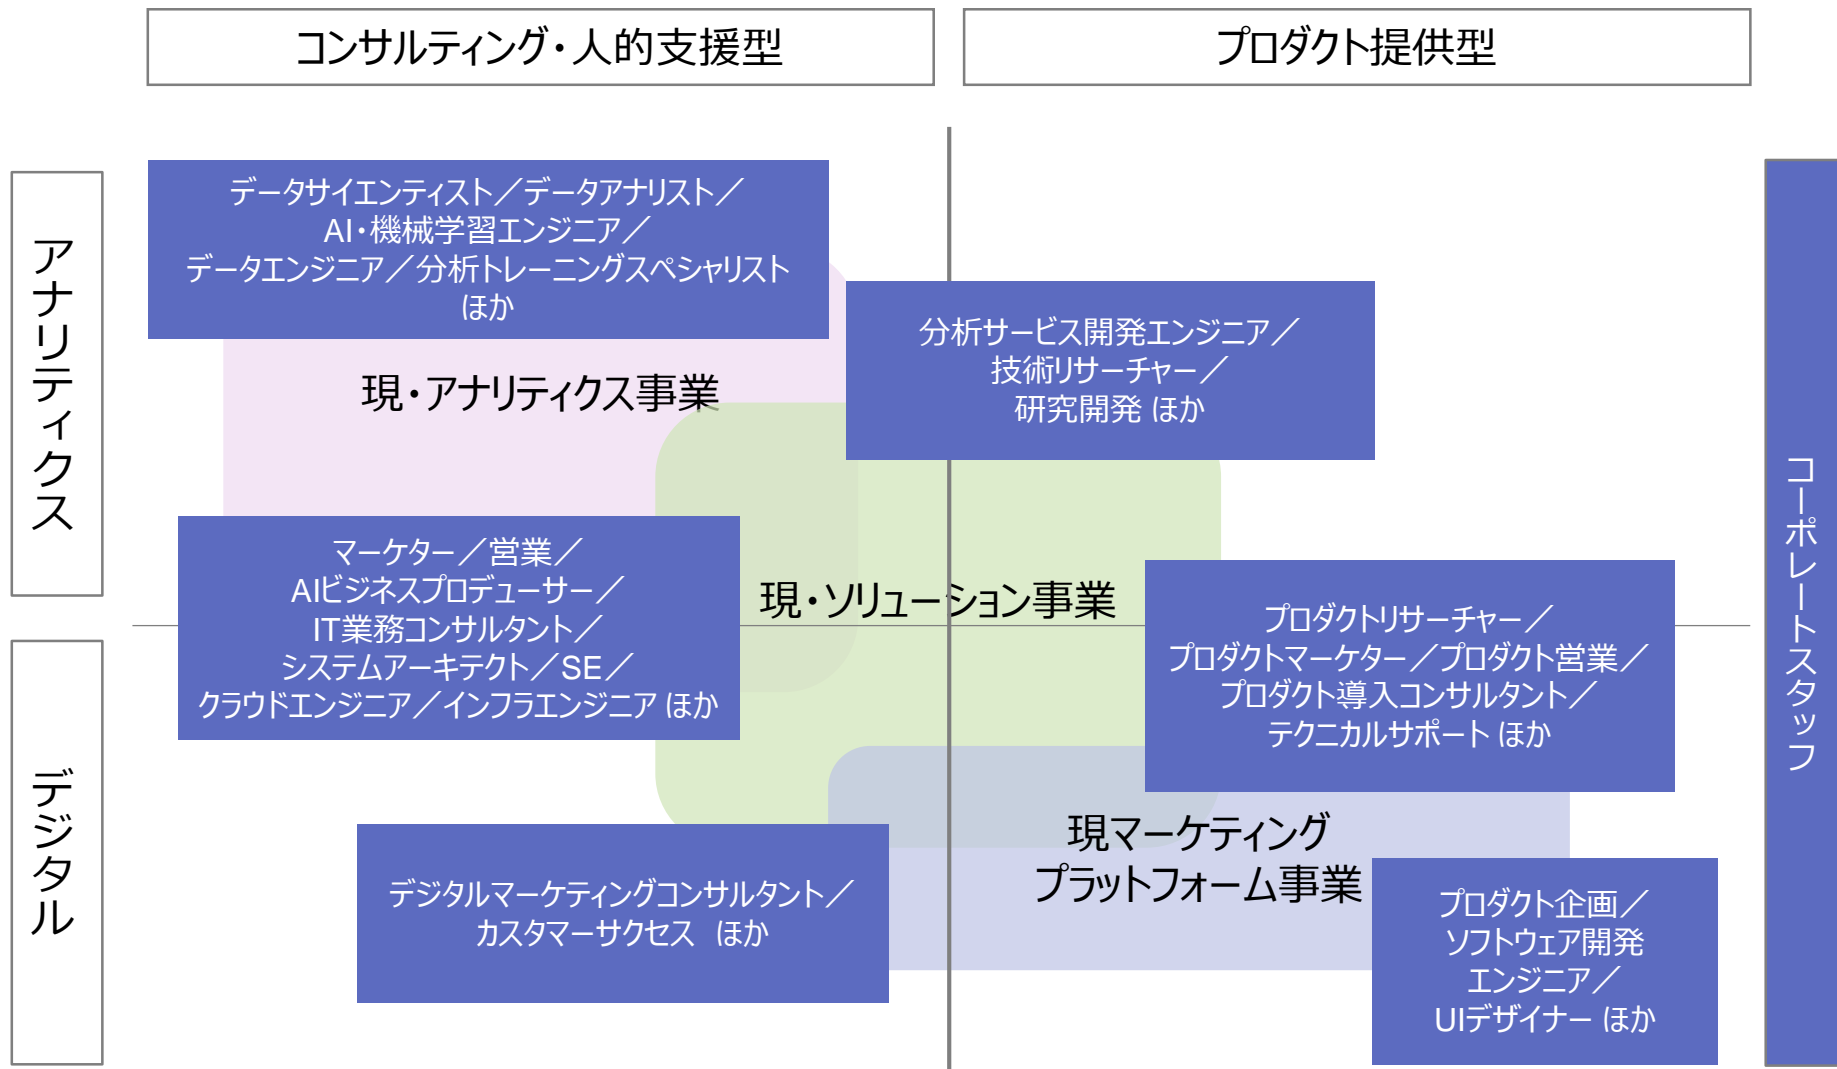 コンサルティング・人的支援型
プロダクト提供型
アナリティクス
データサイエンティスト／データアナリスト／
AI・機械学習エンジニア／
データエンジニア／分析トレーニングスペシャリスト
ほか
分析サービス開発エンジニア／
技術リサーチャー／
研究開発 ほか
現・アナリティクス事業
マーケター／営業／
AIビジネスプロデューサー／
IT業務コンサルタント／
システムアーキテクト／SE／
クラウドエンジニア／インフラエンジニア ほか
現・ソリューション事業
プロダクトリサーチャー／
プロダクトマーケター／プロダクト営業／
プロダクト導入コンサルタント／
テクニカルサポート ほか
デジタル
デジタルマーケティングコンサルタント／
カスタマーサクセス　ほか
現マーケティング
プラットフォーム事業
プロダクト企画／
ソフトウェア開発
エンジニア／
UIデザイナー ほか
コーポレートスタッフ